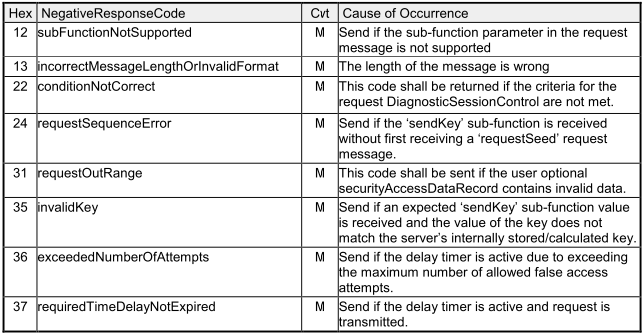 Hex NegativeResponseCode Cvt Cause of Occurrence
12 subFunctionNotSupported M Send if the sub-function parameter in the request
message is not supported
13 incorrectMessageLengthOrInvalidFormat M The length of the message is wrong
22 conditionNotCorrect M This code shall be returned if the criteria for the
request DiagnosticSessionControl are not met.
24 requestSequenceError M Send if the ‘sendKey’ sub-function is received
without first receiving a ‘requestSeed’ request
message.
31 requestOutRange M This code shall be sent if the user optional
securityAccessDataRecord contains invalid data.
35 invalidKey M Send if an expected ‘sendKey’ sub-function value
is received and the value of the key does not
match the server’s internally stored/calculated key.
36 exceededNumberOfAttempts M Send if the delay timer is active due to exceeding
the maximum number of allowed false access
attempts.
37 requiredTimeDelayNotExpired M Send if the delay timer is active and request is
transmitted.